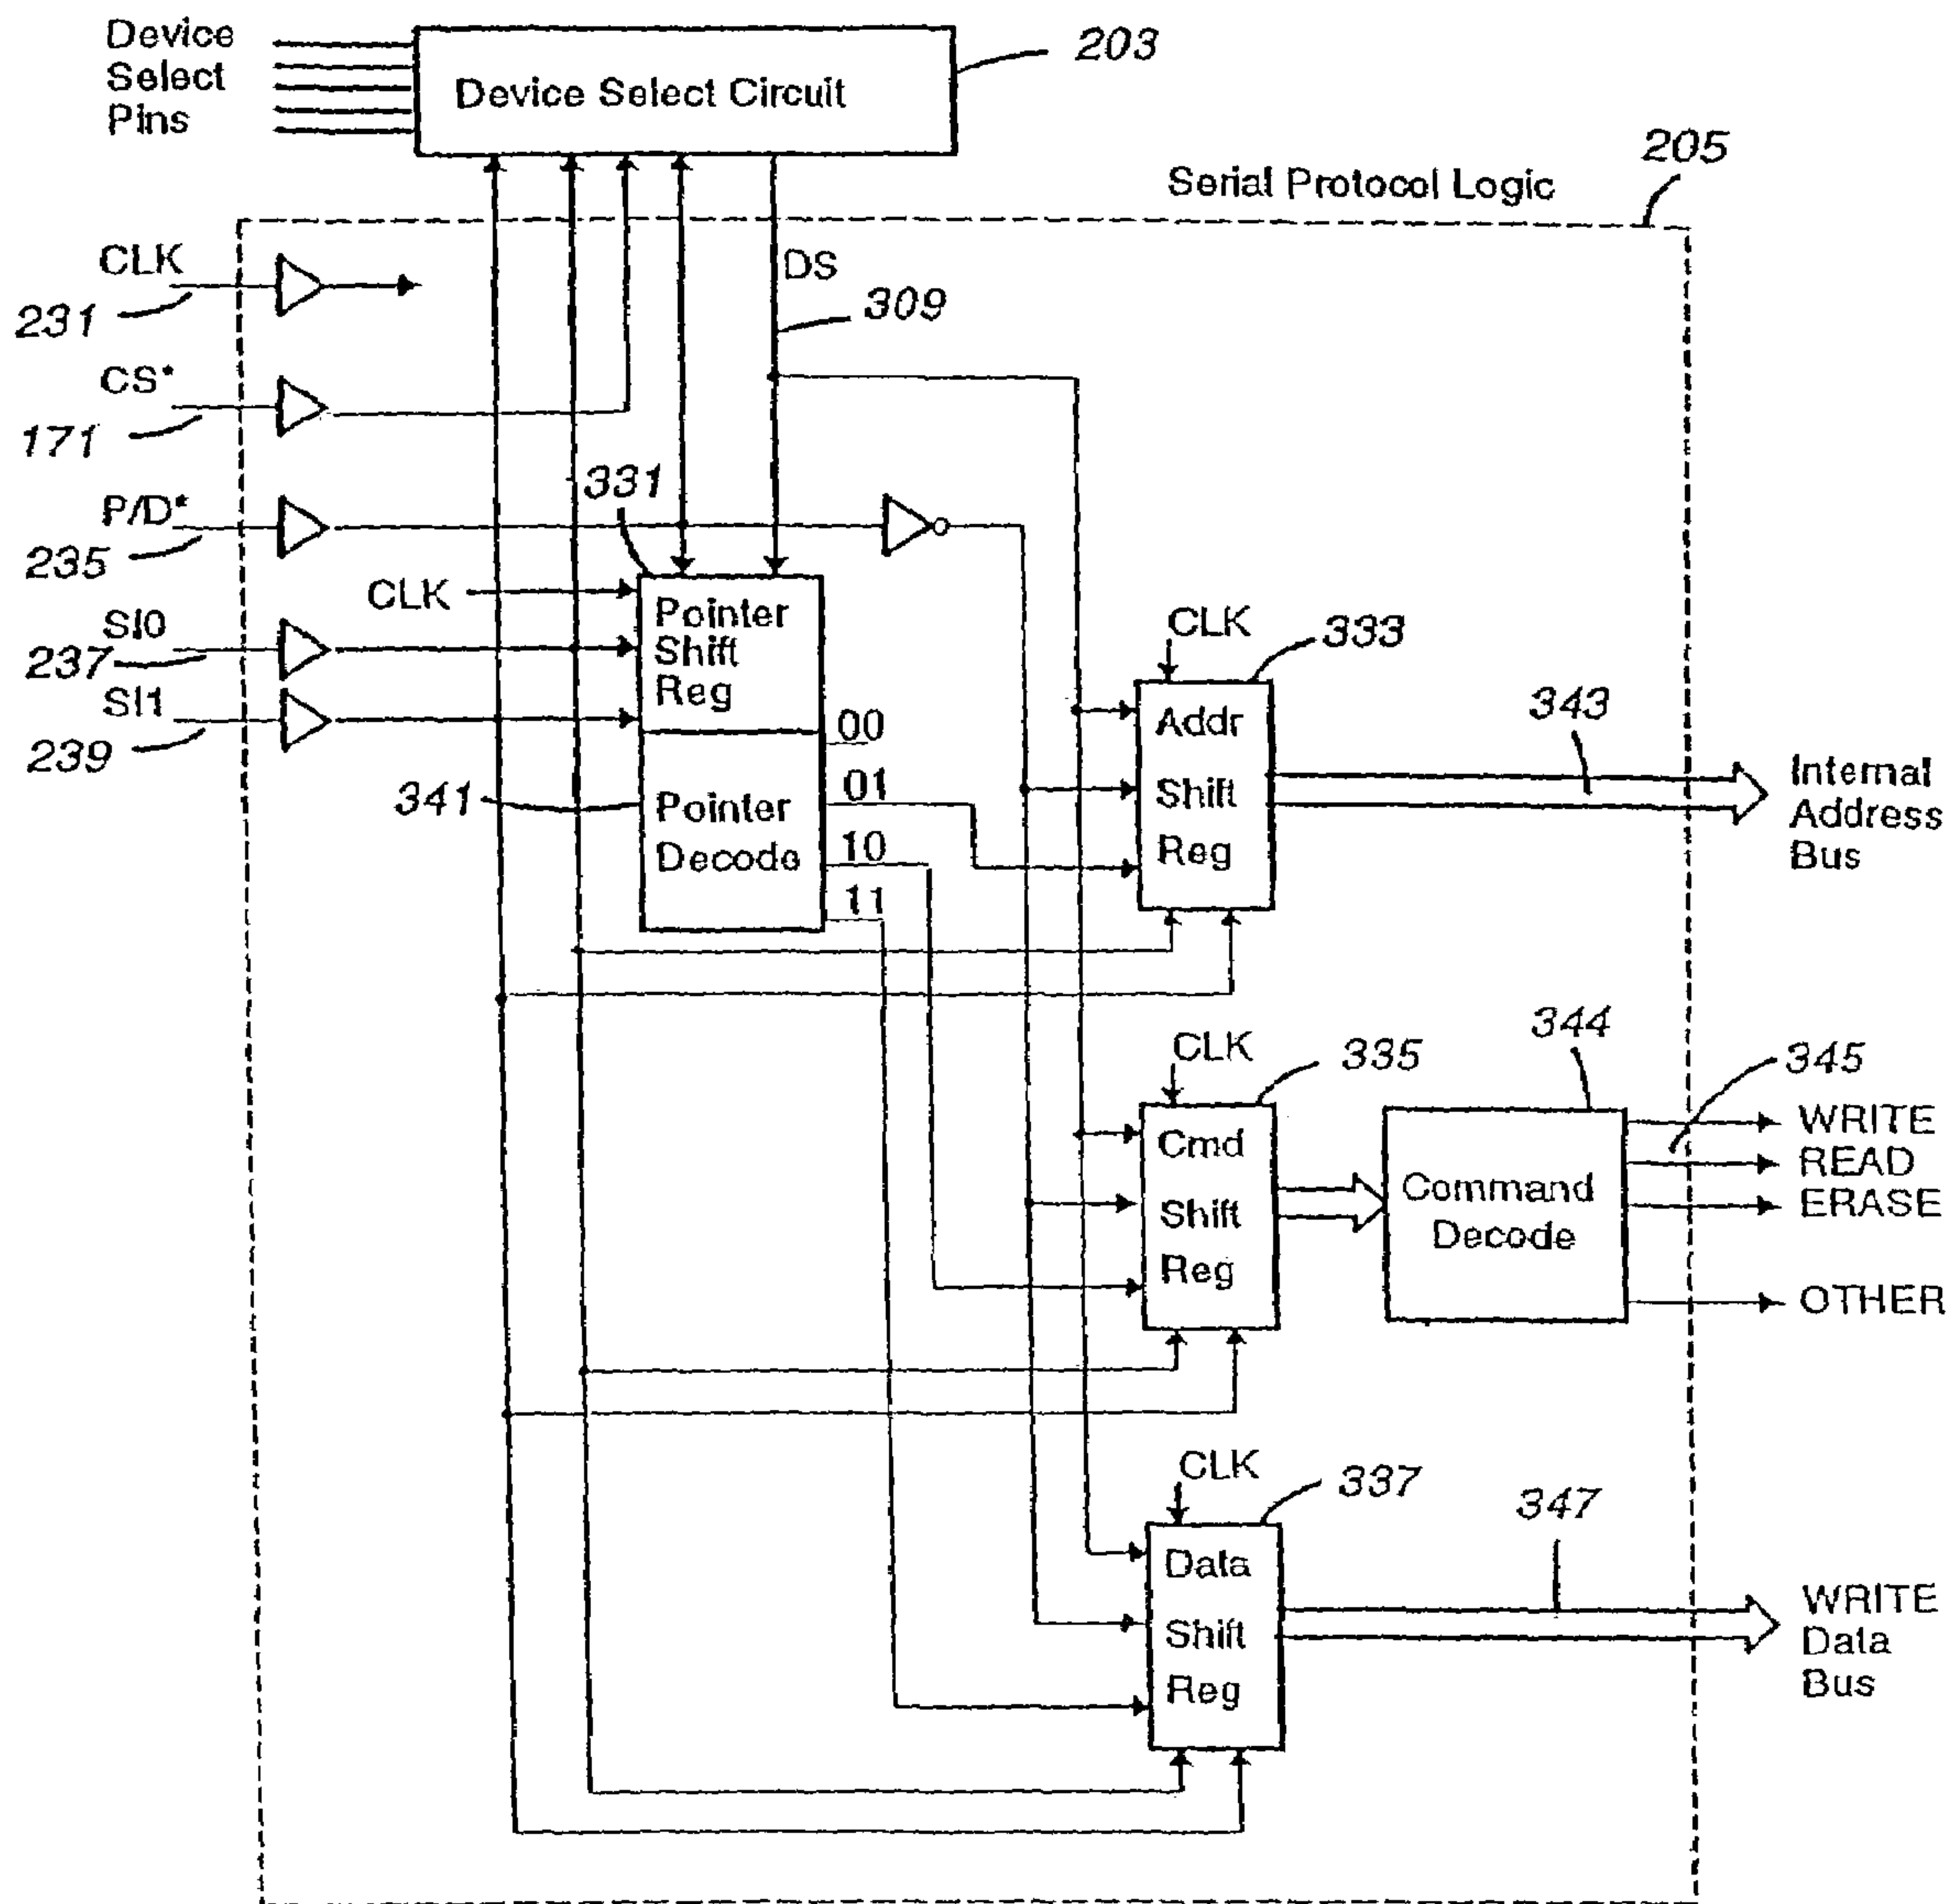 Device
Select
Pins
Device Select Circuit
203
205
Serial Protocol Logic
CLK
231
DS
309
CS*
171
331
P/D*
235
CLK
SI0
237
SI1
239
Pointer
Shift
Reg
341
Pointer
Decode
00
01
10
11
CLK
333
Addr
Shift
Reg
343
Internal
Address
Bus
CLK
335
344
345
Cmd
Shift
Reg
Command
Decode
WRITE
READ
ERASE
OTHER
CLK
337
347
Data
Shift
Reg
WRITE
Data
Bus